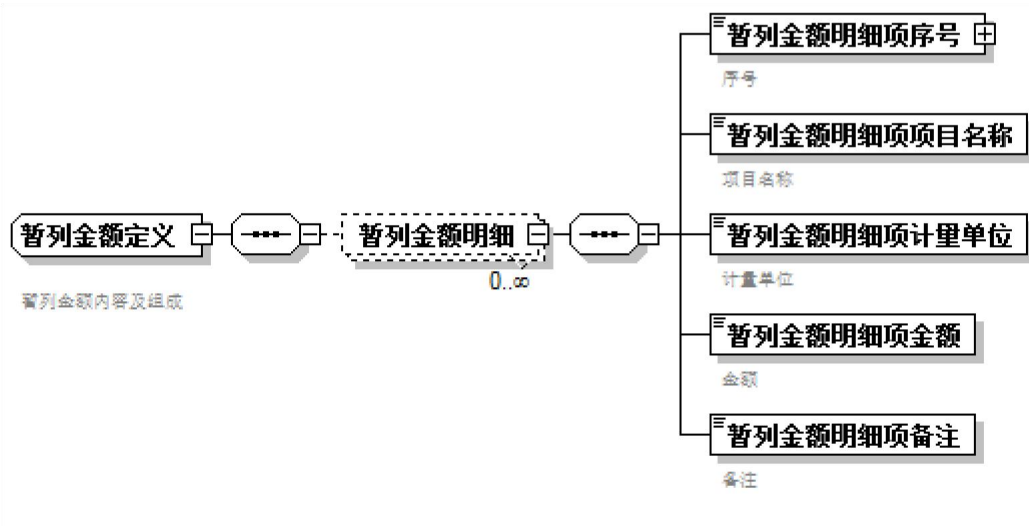 暂列金额明细项序号
序号
暂列金额明细项项目名称
项目名称
暂列金额明细项计里单位
计量单位
暂列金额定义
暂列金额明细
0..∞
暂列金额内容及组成
暂列金额明细项金额
金额
暂列金额明细项备注
备注